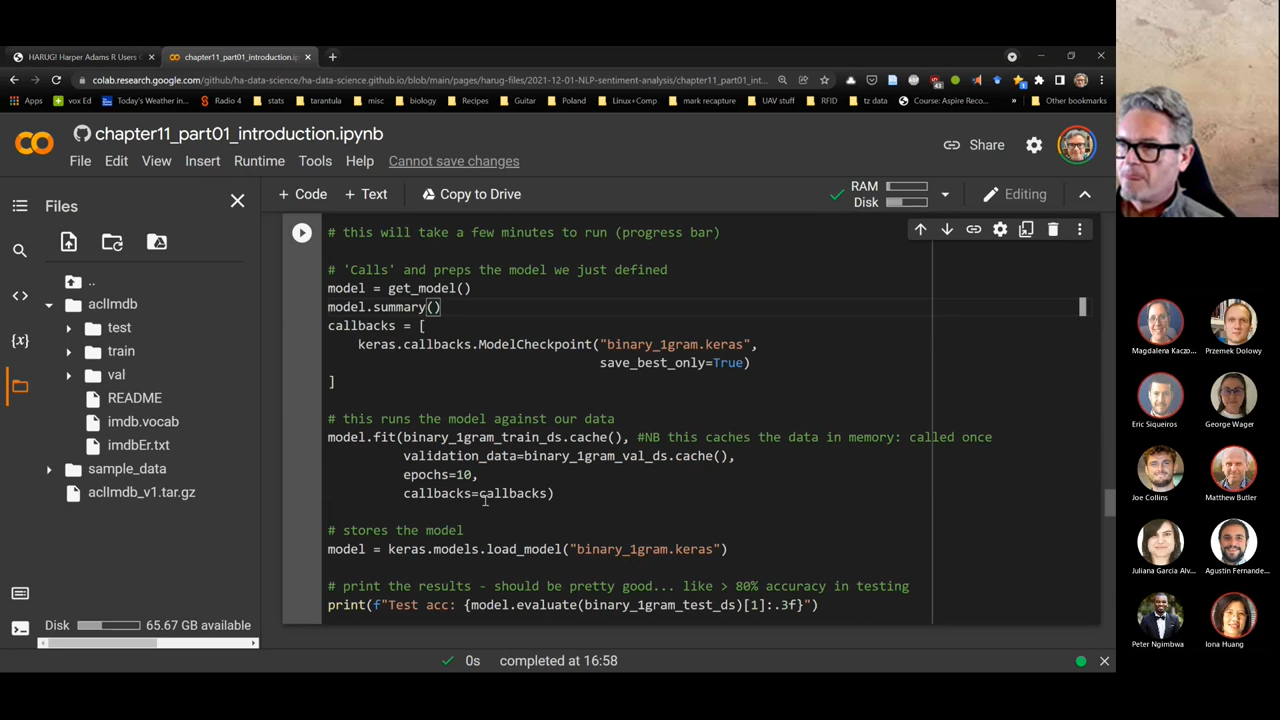 HARUG! Harper Adams R Users
chapter11_part01_introduction.ip
colab.research.google.com/github/ha-data-science/ha-data-science.github.io/blob/main/pages/harug-files/2021-12-01-NLP-sentiment-analysis/chapter11_part01_int...
Apps
vox Ed
Today's Weather in...
Radio 4
stats
tarantula
misc
biology
Recipes
Guitar
Poland
Linux+Comp
mark recapture
UAV stuff
RFID
tz data
Course: Aspire Reco...
»
Other bookmarks
chapter11_part01_introduction.ipynb
File Edit View Insert Runtime Tools Help Cannot save changes
Share
+ Code + Text Copy to Drive
RAM
Disk
Editing
Files
..
aclImdb
test
train
val
README
imdb.vocab
imdbEr.txt
sample_data
aclImdb_v1.tar.gz
Disk 65.67 GB available
# this will take a few minutes to run (progress bar)
# 'Calls' and preps the model we just defined
model = get_model()
model.summary()
callbacks = [
keras.callbacks.ModelCheckpoint("binary_1gram.keras",
save_best_only=True)
]
# this runs the model against our data
model.fit(binary_1gram_train_ds.cache(), #NB this caches the data in memory: called once
validation_data=binary_1gram_val_ds.cache(),
epochs=10,
callbacks=callbacks)
# stores the model
model = keras.models.load_model("binary_1gram.keras")
# print the results - should be pretty good... like > 80% accuracy in testing
print(f"Test acc: {model.evaluate(binary_1gram_test_ds)[1]:.3f}")
0s completed at 16:58
Magdalena Kaczo...
Przemek Dolowy
Eric Siqueiros
George Wager
Joe Collins
Matthew Butler
Juliana Garcia Alv...
Agustin Fernande...
Peter Ngimbwa
Iona Huang